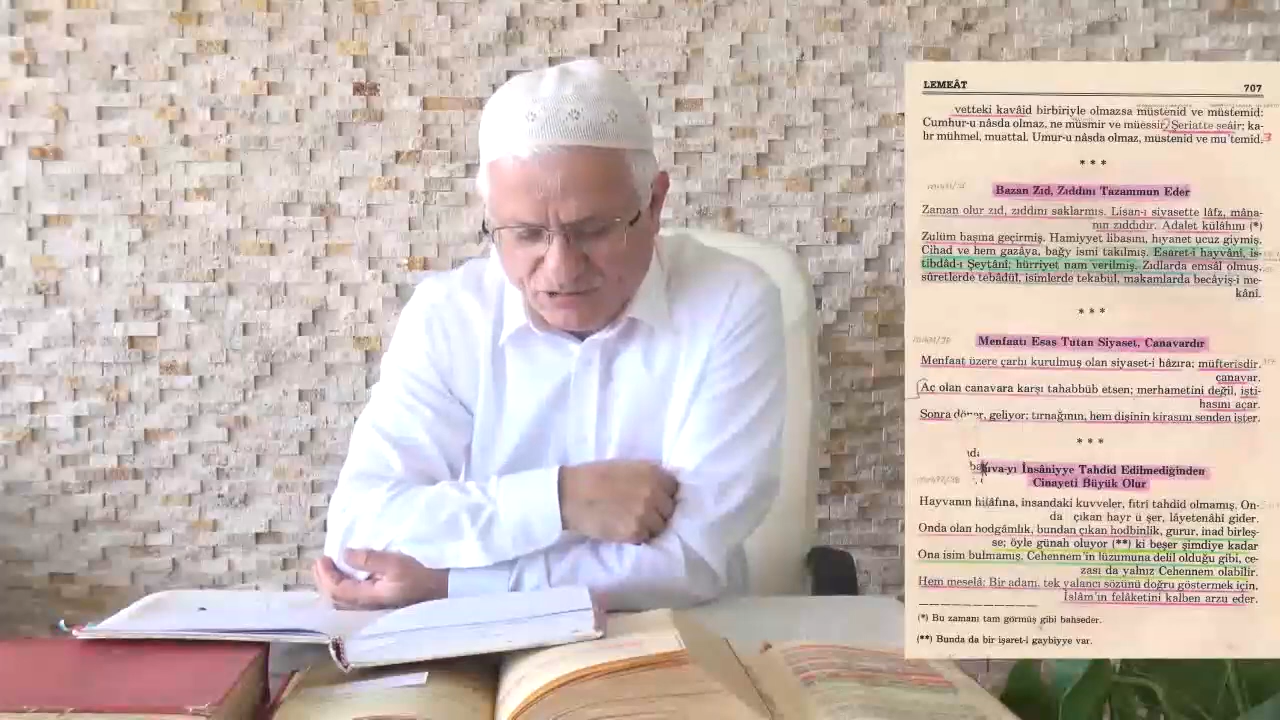 LEMEÂT 707
vetteki kavâid birbiriyle olmazsa müstenid ve müstemid:
Cumhur-u nâsda olmaz, ne müsmir ve müessir. Şeriatte şeâir; ka-
lır mühmel, muattal. Umur-u nâsda olmaz, müstenid ve mu'temid. 3
* * *
Bazan Zıd, Zıddını Tazammun Eder
Zaman olur zıd, zıddını saklarmış. Lisan-ı siyasette lâfz, mâna-
nın zıddıdır. Adalet külâhını (*)
Zulüm başına geçirmiş. Hamiyyet libasını, hıyanet ucuz giymiş.
Cihad ve hem gazâya, bağy ismi takılmış. Esaret-i hayvânî, is-
tibdâd-ı Şeytânî; hürriyet nam verilmiş. Zıdlarda emsâl olmuş,
sûretlerde tebâdül, isimlerde tekabül, makamlarda becâyiş-i me-
kânî.
* * *
Menfaatı Esas Tutan Siyaset, Canavardır
Menfaat üzere çarhı kurulmuş olan siyaset-i hâzıra; müfterisdir.
canavar.
Aç olan canavara karşı tahabbüb etsen; merhametini değil, işti-
hasını açar.
Sonra döner, geliyor; tırnağının, hem dişinin kirasını senden ister.
* * *
İnsâniyye Tahdid Edilmediğinden
Cinayeti Büyük Olur
Hayvanın hilâfına, insandaki kuvveler, fıtrî tahdid olmamış. On-
da çıkan hayr ü şer, lâyetenâhî gider.
Onda olan hodgâmlık, bundan çıkan hodbinlik, gurur, inad birleş-
se; öyle günah oluyor (**) ki beşer şimdiye kadar
Ona isim bulmamış. Cehennem'in lüzumuna delil olduğu gibi, ce-
zası da yalnız Cehennem olabilir.
Hem meselâ: Bir adam, tek yalancı sözünü doğru göstermek için,
İslâm'ın felâketini kalben arzu eder.
(*) Bu zamanı tam görmüş gibi bahseder.
(**) Bunda da bir işaret-i gaybiyye var.